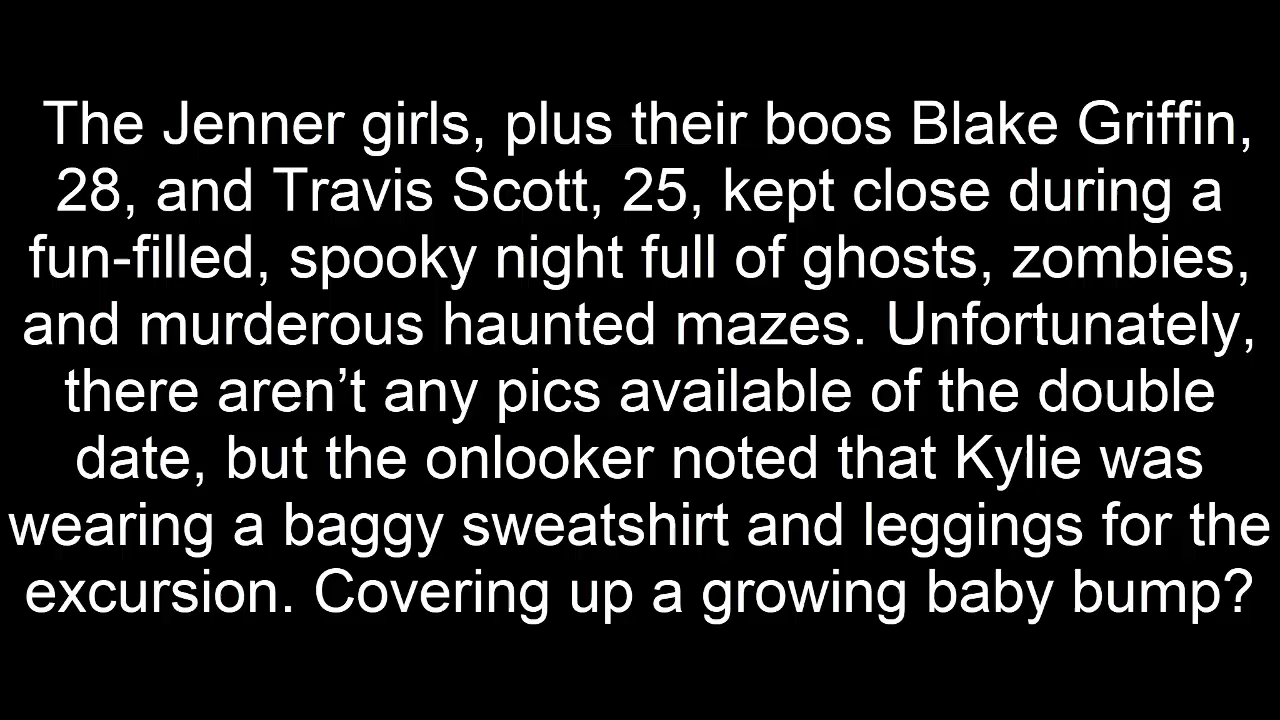 The Jenner girls, plus their boos Blake Griffin,
28, and Travis Scott, 25, kept close during a
fun-filled, spooky night full of ghosts, zombies,
and murderous haunted mazes. Unfortunately,
there aren’t any pics available of the double
date, but the onlooker noted that Kylie was
wearing a baggy sweatshirt and leggings for the
excursion. Covering up a growing baby bump?